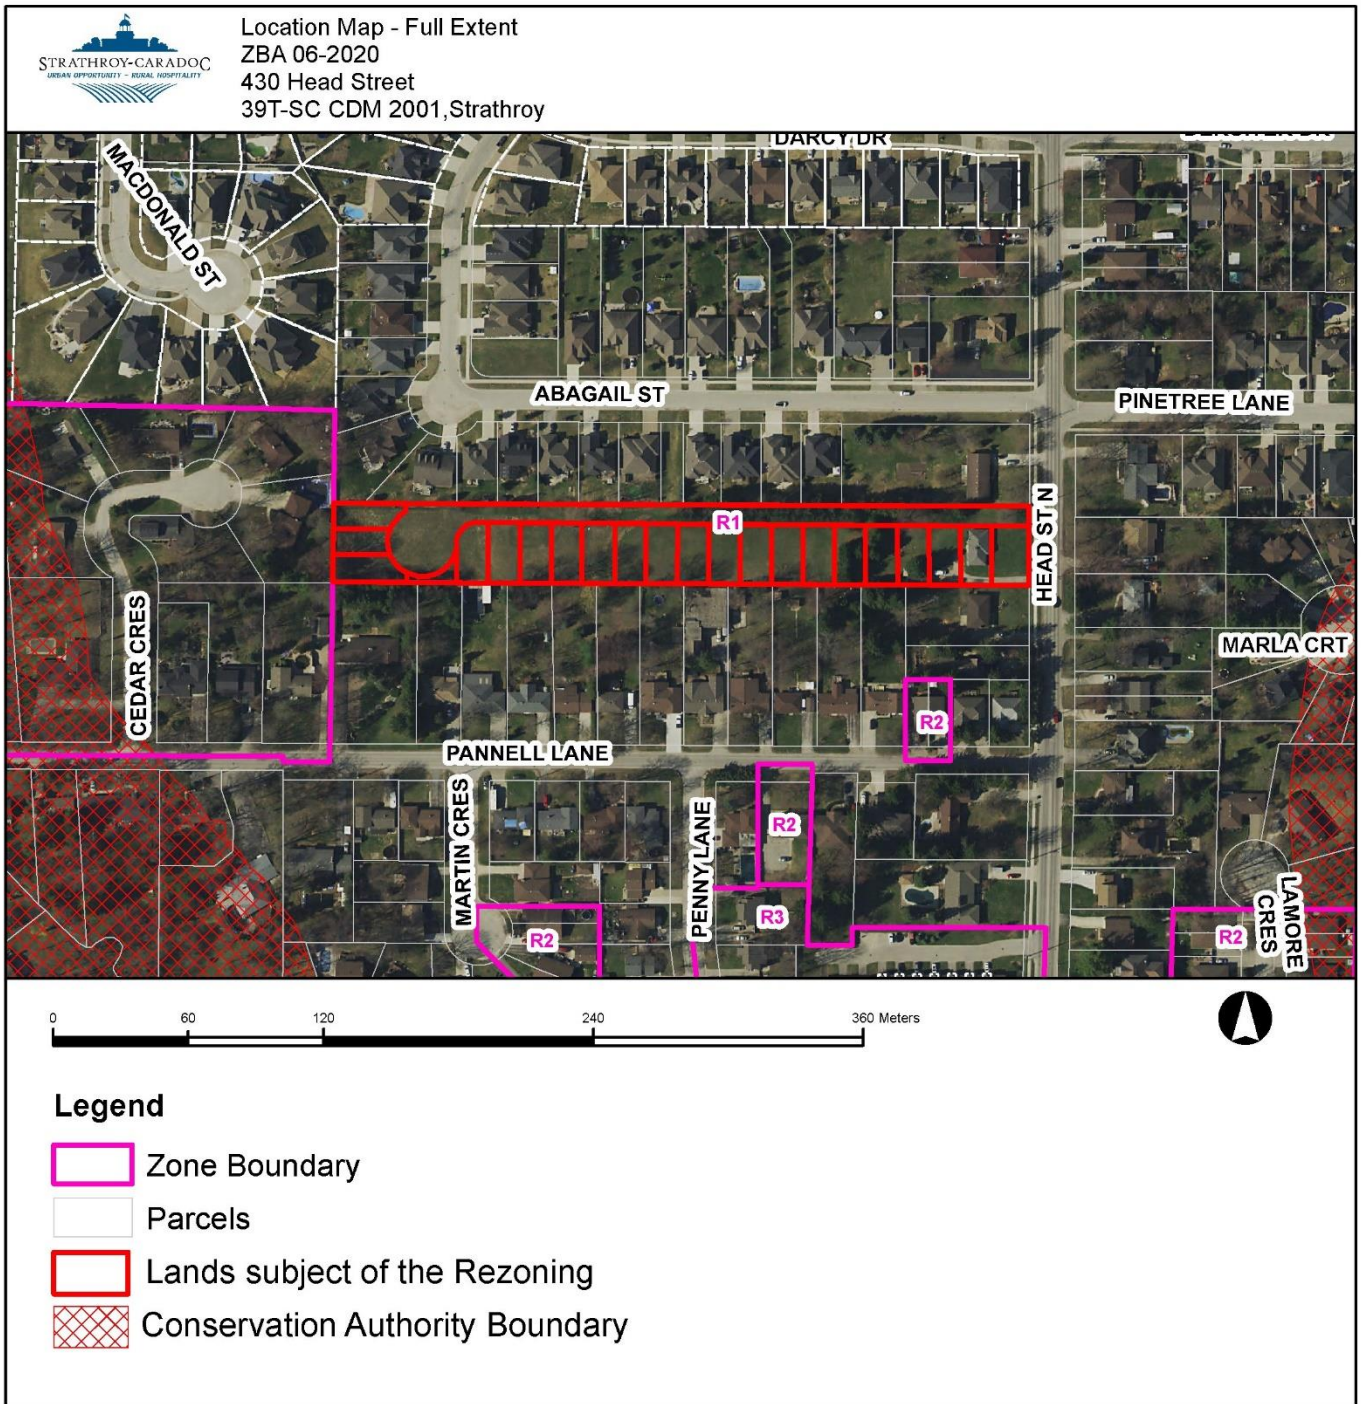 STRATHROY-CARADOC
URBAN OPPORTUNITY ~ RURAL HOSPITALITY
Location Map - Full Extent
ZBA 06-2020
430 Head Street
39T-SC CDM 2001,Strathroy
DARCY DR
MACDONALD ST
ABAGAIL ST
PINETREE LANE
R1
HEAD ST N
CEDAR CRES
MARLA CRT
R2
PANNELL LANE
MARTIN CRES
PENNY LANE
R2
R3
R2
R2
LAMORE
CRES
0
60
120
240
360 Meters
Legend
Zone Boundary
Parcels
Lands subject of the Rezoning
Conservation Authority Boundary